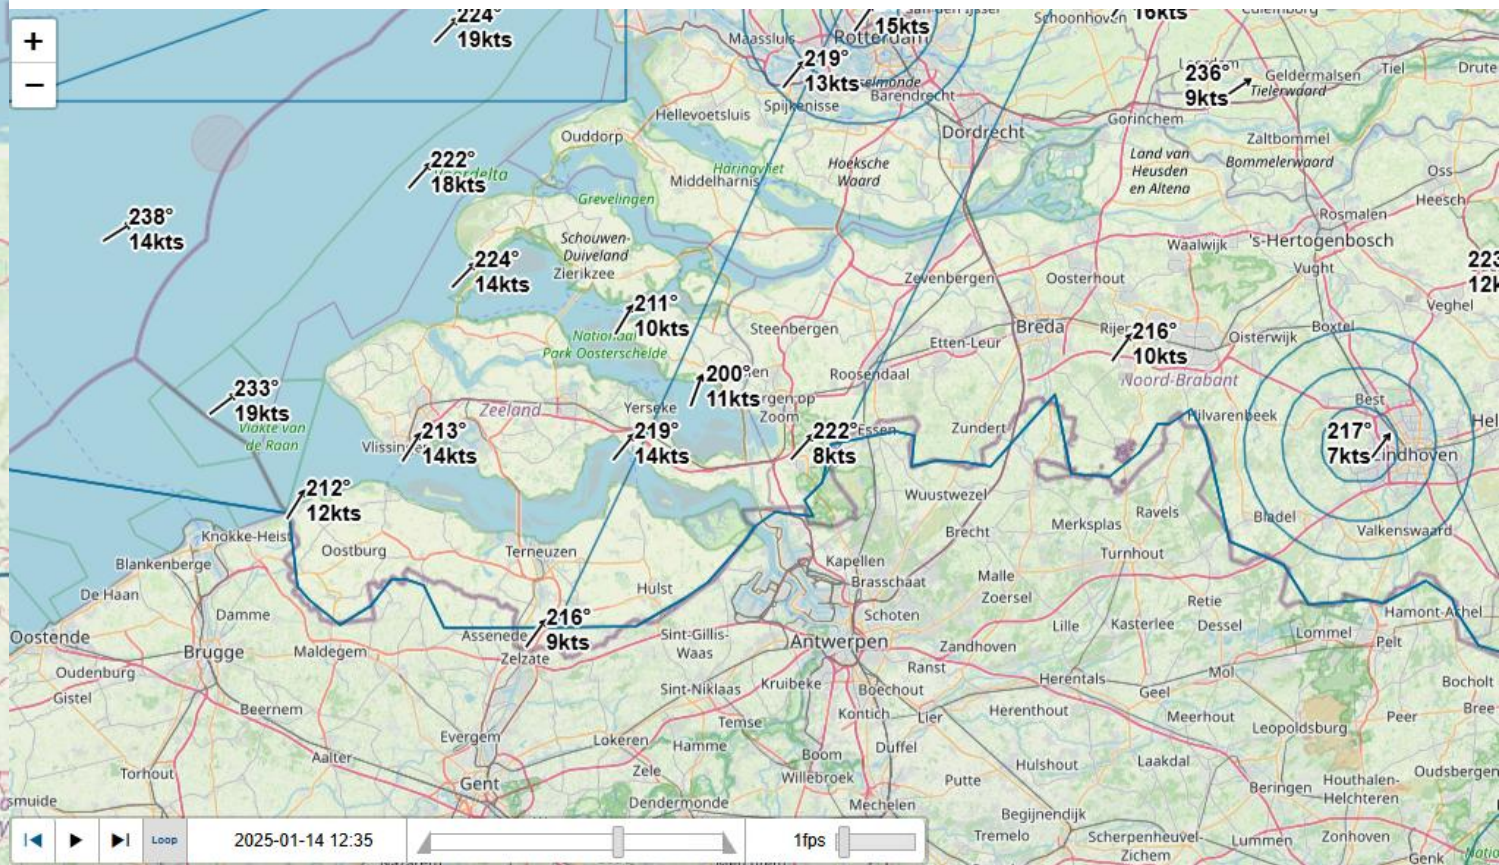 +
−
224°
19kts
15kts
16kts
Schoonhoven
Culemborg
Maassluis
Rotterdam
219°
13kts
Spijkenisse
Barendrecht
236°
9kts
Geldermalsen
Tielerwaard
Tiel
Hellevoetsluis
Gorinchem
Ouddorp
Dordrecht
Zaltbommel
222°
18kts
Haringvliet
Middelharnis
Hoeksche
Waard
Land van
Heusden
en Altena
Bommelerwaard
Oss
Grevelingen
Heesch
238°
14kts
Rosmalen
Schouwen-
Duiveland
Zierikzee
Waalwijk
's-Hertogenbosch
224°
14kts
Zevenbergen
Oosterhout
Vught
223
12k
211°
10kts
Veghel
Steenbergen
Breda
216°
10kts
Oisterwijk
Boxtel
Nationaal
Park Oosterschelde
Etten-Leur
200°
11kts
Roosendaal
Noord-Brabant
233°
19kts
Zeeland
Yerseke
Zoom
Best
Hilvarenbeek
Vlakte van
de Raan
213°
14kts
219°
14kts
222°
8kts
Essen
Zundert
217°
7kts
Eindhoven
Hel
212°
12kts
Wuustwezel
Ravels
Bladel
Knokke-Heist
Brecht
Merksplas
Valkenswaard
Oostburg
Terneuzen
Turnhout
Blankenberge
Kapellen
De Haan
Hulst
Brasschaat
Malle
Zoersel
Damme
Schoten
Retie
Hamont-Achel
216°
9kts
Oostende
Assenede
Sint-Gillis-
Waas
Antwerpen
Lille
Kasterlee
Dessel
Lommel
Pelt
Brugge
Maldegem
Zelzate
Zandhoven
Oudenburg
Ranst
Mol
Gistel
Sint-Niklaas
Kruibeke
Boechout
Herentals
Geel
Bocholt
Beernem
Kontich
Lier
Herenthout
Meerhout
Peer
Bree
Temse
Leopoldsburg
Evergem
Lokeren
Hamme
Duffel
Aalter
Boom
Hulshout
Laakdal
Torhout
Zele
Willebroek
Oudsbergen
Gent
Putte
Beringen
Houthalen-
Helchteren
smuide
Dendermonde
Mechelen
Begijnendijk
Tremelo
Scherpenheuvel-
Zichem
Lummen
Zonhoven
Genk
Loop
2025-01-14 12:35
1fps